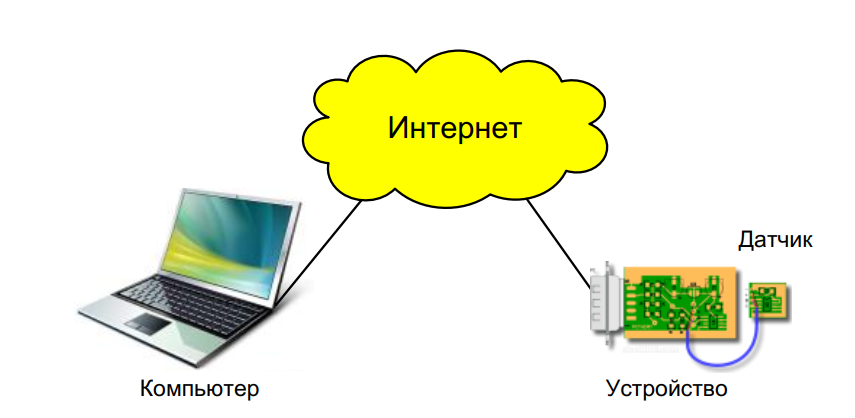 Интернет
Датчик
Компьютер
Устройство